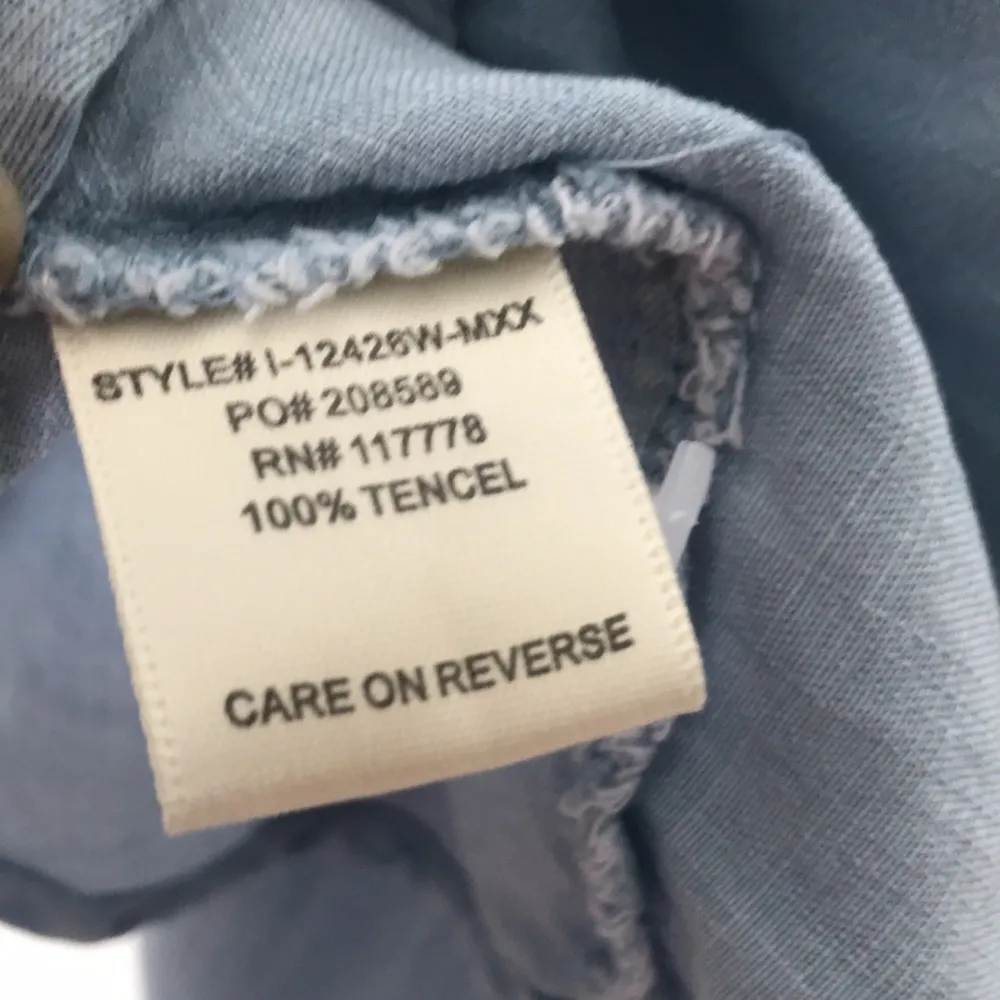 STYLE# I-12426W-MXX
PO# 208589
RN# 117778
100% TENCEL
CARE ON REVERSE